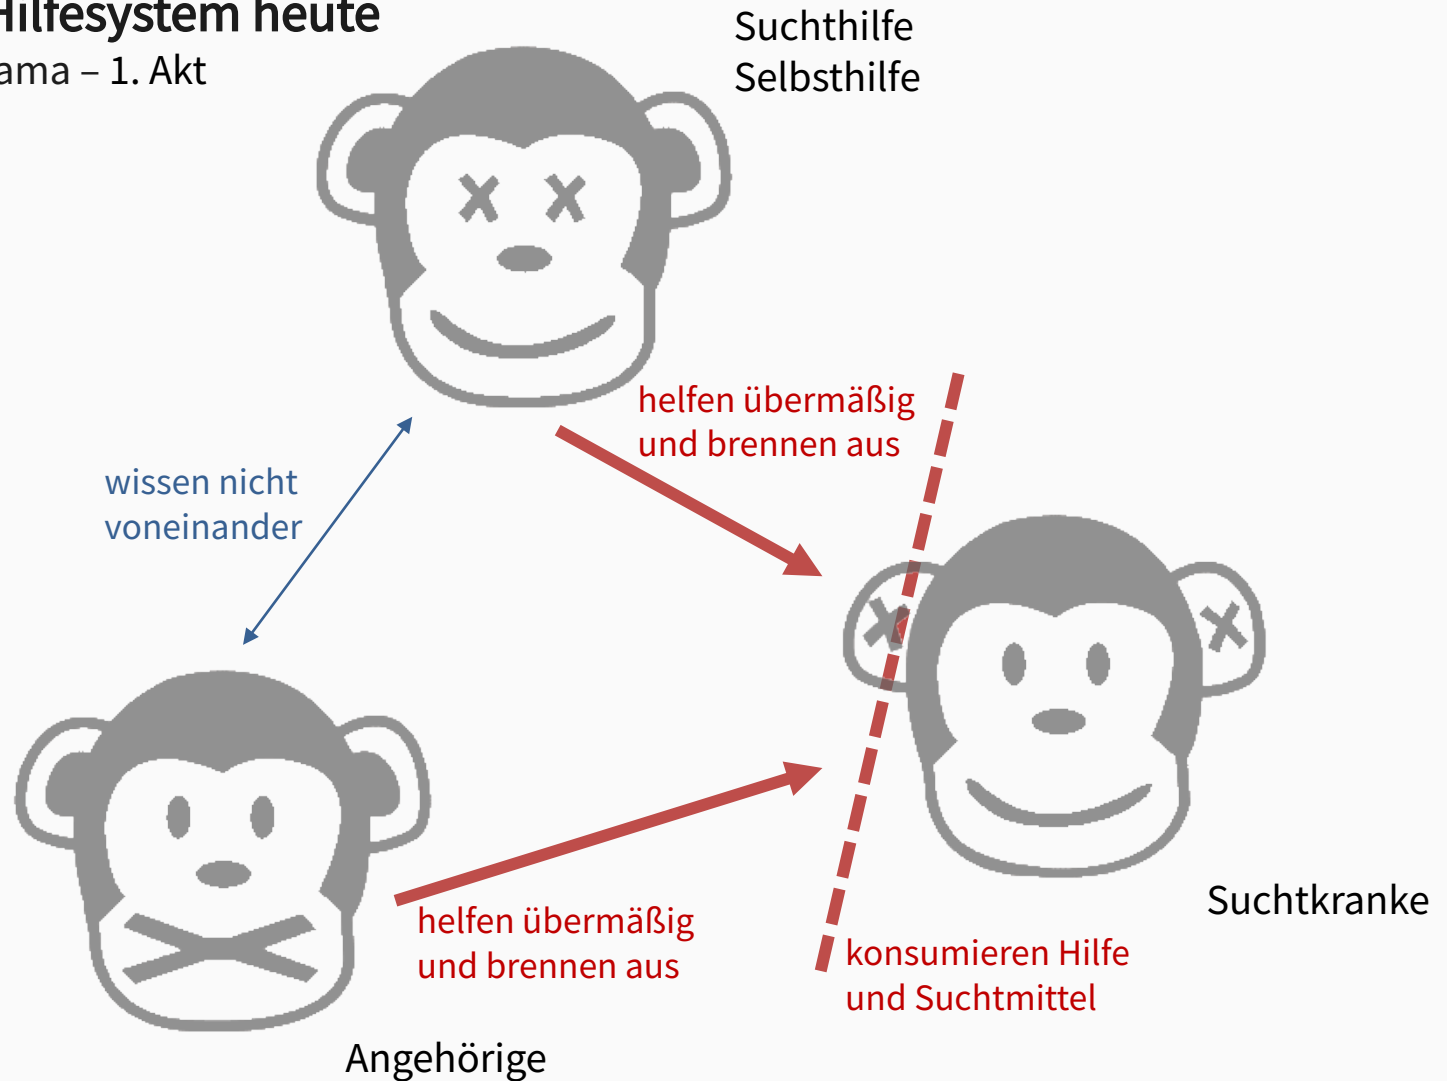 Hilfesystem heute
ama – 1. Akt
Suchthilfe
Selbsthilfe
helfen übermäßig
und brennen aus
wissen nicht
voneinander
Suchtkranke
helfen übermäßig
und brennen aus
konsumieren Hilfe
und Suchtmittel
Angehörige